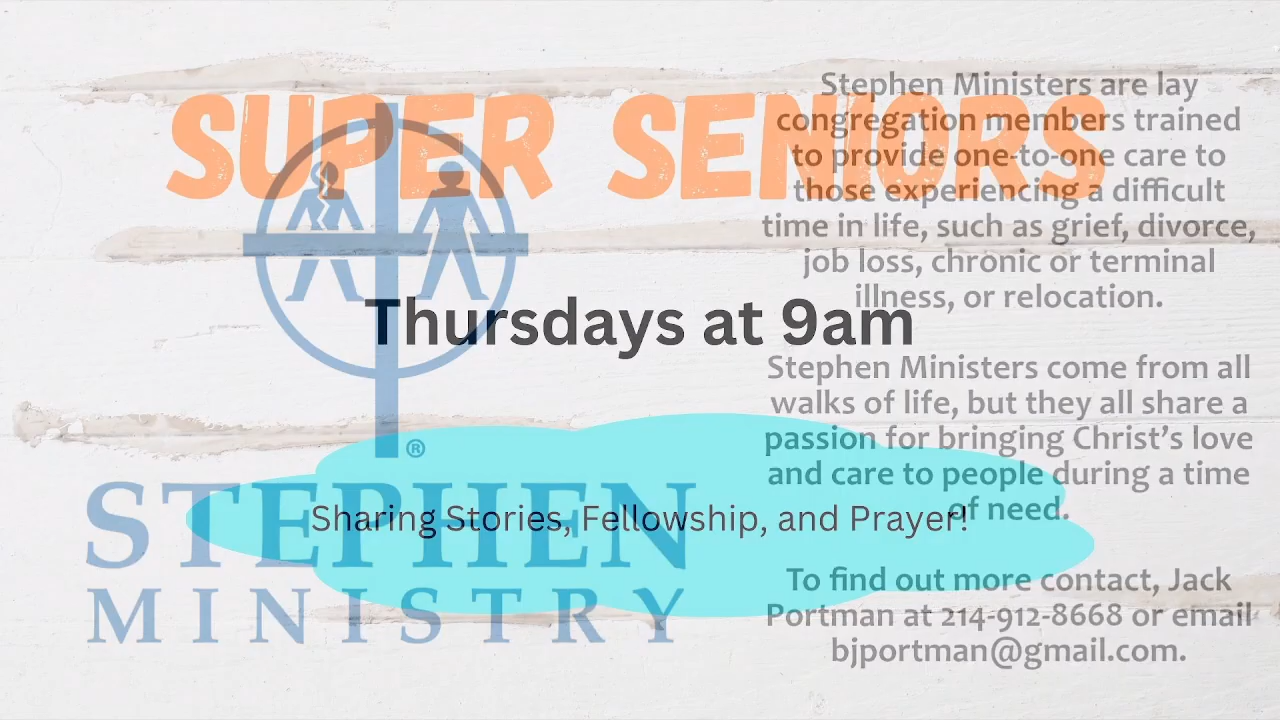 SUPER SENIORS
Thursdays at 9am
Sharing Stories, Fellowship, and Prayer!
®
STEPHEN
MINISTRY
Stephen Ministers are lay
congregation members trained
to provide one-to-one care to
those experiencing a difficult
time in life, such as grief, divorce,
job loss, chronic or terminal
illness, or relocation.
Stephen Ministers come from all
walks of life, but they all share a
passion for bringing Christ’s love
and care to people during a time
of need.
To find out more contact, Jack
Portman at 214-912-8668 or email
bjportman@gmail.com.